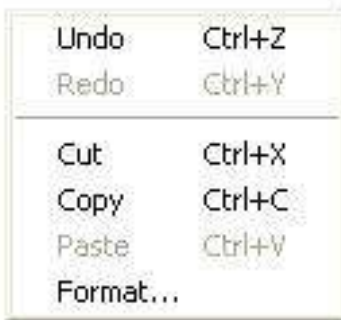 Undo Ctrl+Z
Redo Ctrl+Y
Cut Ctrl+X
Copy Ctrl+C
Paste Ctrl+V
Format...